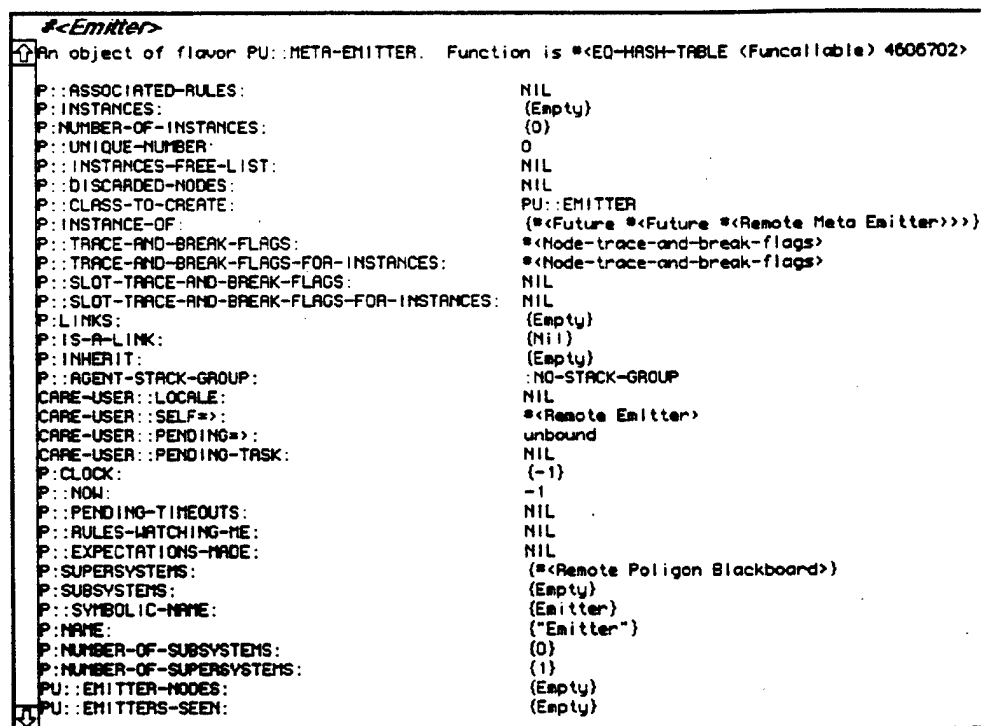 #<Emitter>
An object of flavor PU::META-EMITTER. Function is #<EQ-HASH-TABLE (Funcallable) 4606702>
P::ASSOCIATED-RULES: NIL
P:INSTANCES: {Empty}
P:NUMBER-OF-INSTANCES: {0}
P::UNIQUE-NUMBER: 0
P::INSTANCES-FREE-LIST: NIL
P::DISCARDED-NODES: NIL
P::CLASS-TO-CREATE: PU::EMITTER
P:INSTANCE-OF: {#<Future #<Future #<Remote Meta Emitter>>>}
P::TRACE-AND-BREAK-FLAGS: #<Node-trace-and-break-flags>
P::TRACE-AND-BREAK-FLAGS-FOR-INSTANCES: #<Node-trace-and-break-flags>
P::SLOT-TRACE-AND-BREAK-FLAGS: NIL
P::SLOT-TRACE-AND-BREAK-FLAGS-FOR-INSTANCES: NIL
P:LINKS: {Empty}
P:IS-A-LINK: {Nil}
P:INHERIT: {Empty}
P::AGENT-STACK-GROUP: :NO-STACK-GROUP
CARE-USER::LOCALE: NIL
CARE-USER::SELF=>: #<Remote Emitter>
CARE-USER::PENDING=>: unbound
CARE-USER::PENDING-TASK: NIL
P:CLOCK: {-1}
P::NOW: -1
P::PENDING-TIMEOUTS: NIL
P::RULES-WATCHING-ME: NIL
P::EXPECTATIONS-MADE: NIL
P:SUPERSYSTEMS: {#<Remote Poligon Blackboard>}
P:SUBSYSTEMS: {Empty}
P::SYMBOLIC-NAME: {Emitter}
P:NAME: {"Emitter"}
P:NUMBER-OF-SUBSYSTEMS: {0}
P:NUMBER-OF-SUPERSYSTEMS: {1}
PU::EMITTER-NODES: {Empty}
PU::EMITTERS-SEEN: {Empty}